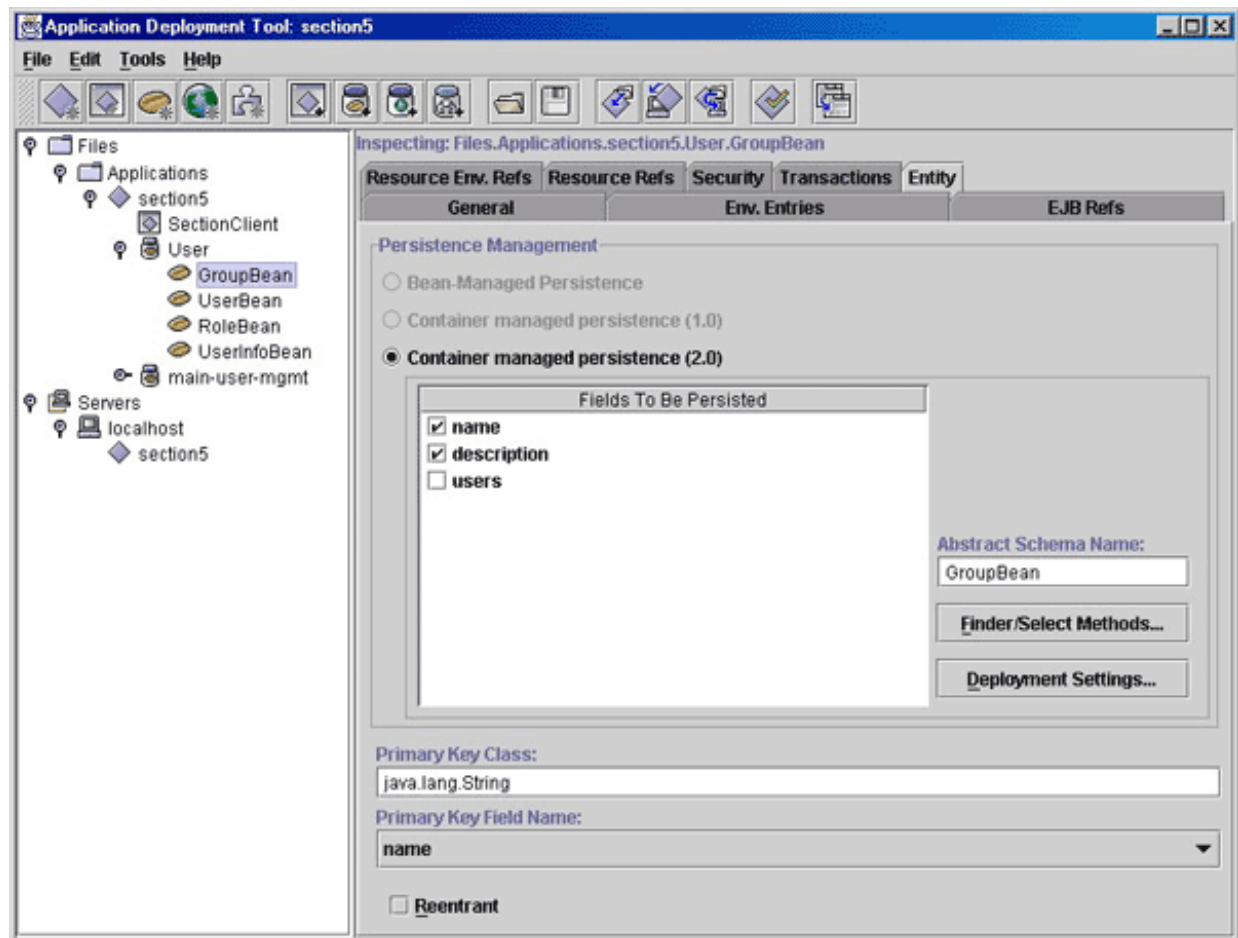 Application Deployment Tool: section5
File Edit Tools Help
Files
Applications
section5
SectionClient
User
GroupBean
UserBean
RoleBean
UserInfoBean
main-user-mgmt
Servers
localhost
section5
Inspecting: Files.Applications.section5.User.GroupBean
Resource Env. Refs Resource Refs Security Transactions Entity
General Env. Entries EJB Refs
Persistence Management
Bean-Managed Persistence
Container managed persistence (1.0)
Container managed persistence (2.0)
Fields To Be Persisted
name
description
users
Abstract Schema Name:
GroupBean
Finder/Select Methods...
Deployment Settings...
Primary Key Class:
java.lang.String
Primary Key Field Name:
name
Reentrant